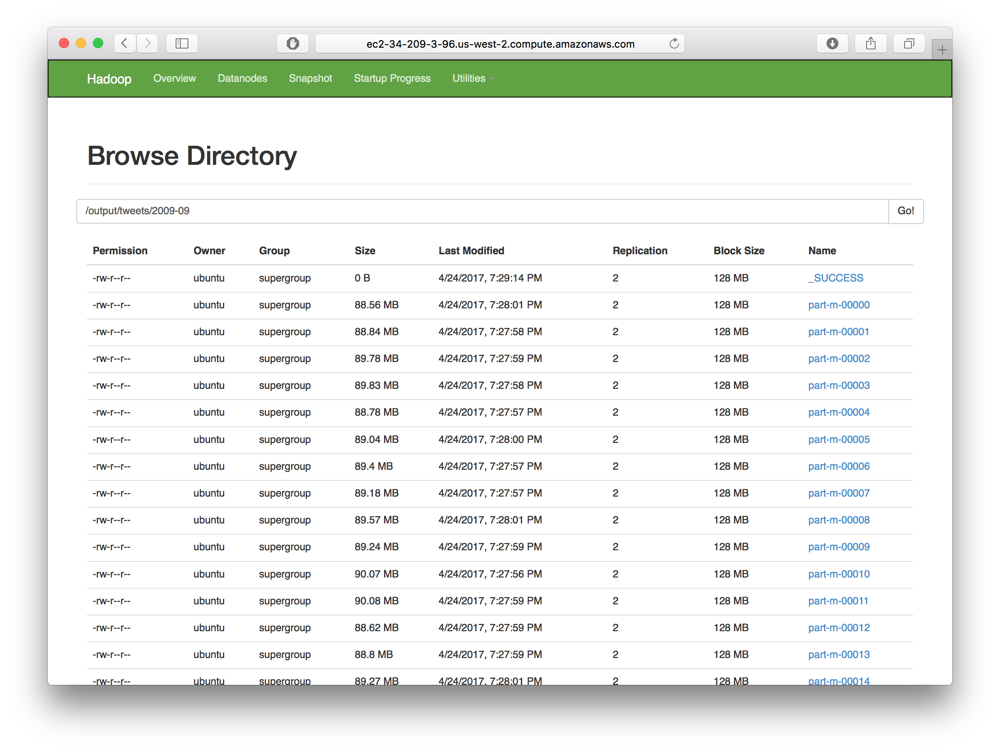 ec2-34-209-3-96.us-west-2.compute.amazonaws.com
Hadoop Overview Datanodes Snapshot Startup Progress Utilities
Browse Directory
/output/tweets/2009-09 Go!
Permission Owner Group Size Last Modified Replication Block Size Name
-rw-r--r-- ubuntu supergroup 0 B 4/24/2017, 7:29:14 PM 2 128 MB _SUCCESS
-rw-r--r-- ubuntu supergroup 88.56 MB 4/24/2017, 7:28:01 PM 2 128 MB part-m-00000
-rw-r--r-- ubuntu supergroup 88.84 MB 4/24/2017, 7:27:58 PM 2 128 MB part-m-00001
-rw-r--r-- ubuntu supergroup 89.78 MB 4/24/2017, 7:27:59 PM 2 128 MB part-m-00002
-rw-r--r-- ubuntu supergroup 89.83 MB 4/24/2017, 7:27:58 PM 2 128 MB part-m-00003
-rw-r--r-- ubuntu supergroup 88.78 MB 4/24/2017, 7:27:57 PM 2 128 MB part-m-00004
-rw-r--r-- ubuntu supergroup 89.04 MB 4/24/2017, 7:28:00 PM 2 128 MB part-m-00005
-rw-r--r-- ubuntu supergroup 89.4 MB 4/24/2017, 7:27:57 PM 2 128 MB part-m-00006
-rw-r--r-- ubuntu supergroup 89.18 MB 4/24/2017, 7:27:57 PM 2 128 MB part-m-00007
-rw-r--r-- ubuntu supergroup 89.57 MB 4/24/2017, 7:28:01 PM 2 128 MB part-m-00008
-rw-r--r-- ubuntu supergroup 89.24 MB 4/24/2017, 7:27:59 PM 2 128 MB part-m-00009
-rw-r--r-- ubuntu supergroup 90.07 MB 4/24/2017, 7:27:56 PM 2 128 MB part-m-00010
-rw-r--r-- ubuntu supergroup 90.08 MB 4/24/2017, 7:27:59 PM 2 128 MB part-m-00011
-rw-r--r-- ubuntu supergroup 88.62 MB 4/24/2017, 7:27:59 PM 2 128 MB part-m-00012
-rw-r--r-- ubuntu supergroup 88.8 MB 4/24/2017, 7:27:59 PM 2 128 MB part-m-00013
-rw-r--r-- ubuntu supergroup 89.27 MB 4/24/2017, 7:28:01 PM 2 128 MB part-m-00014